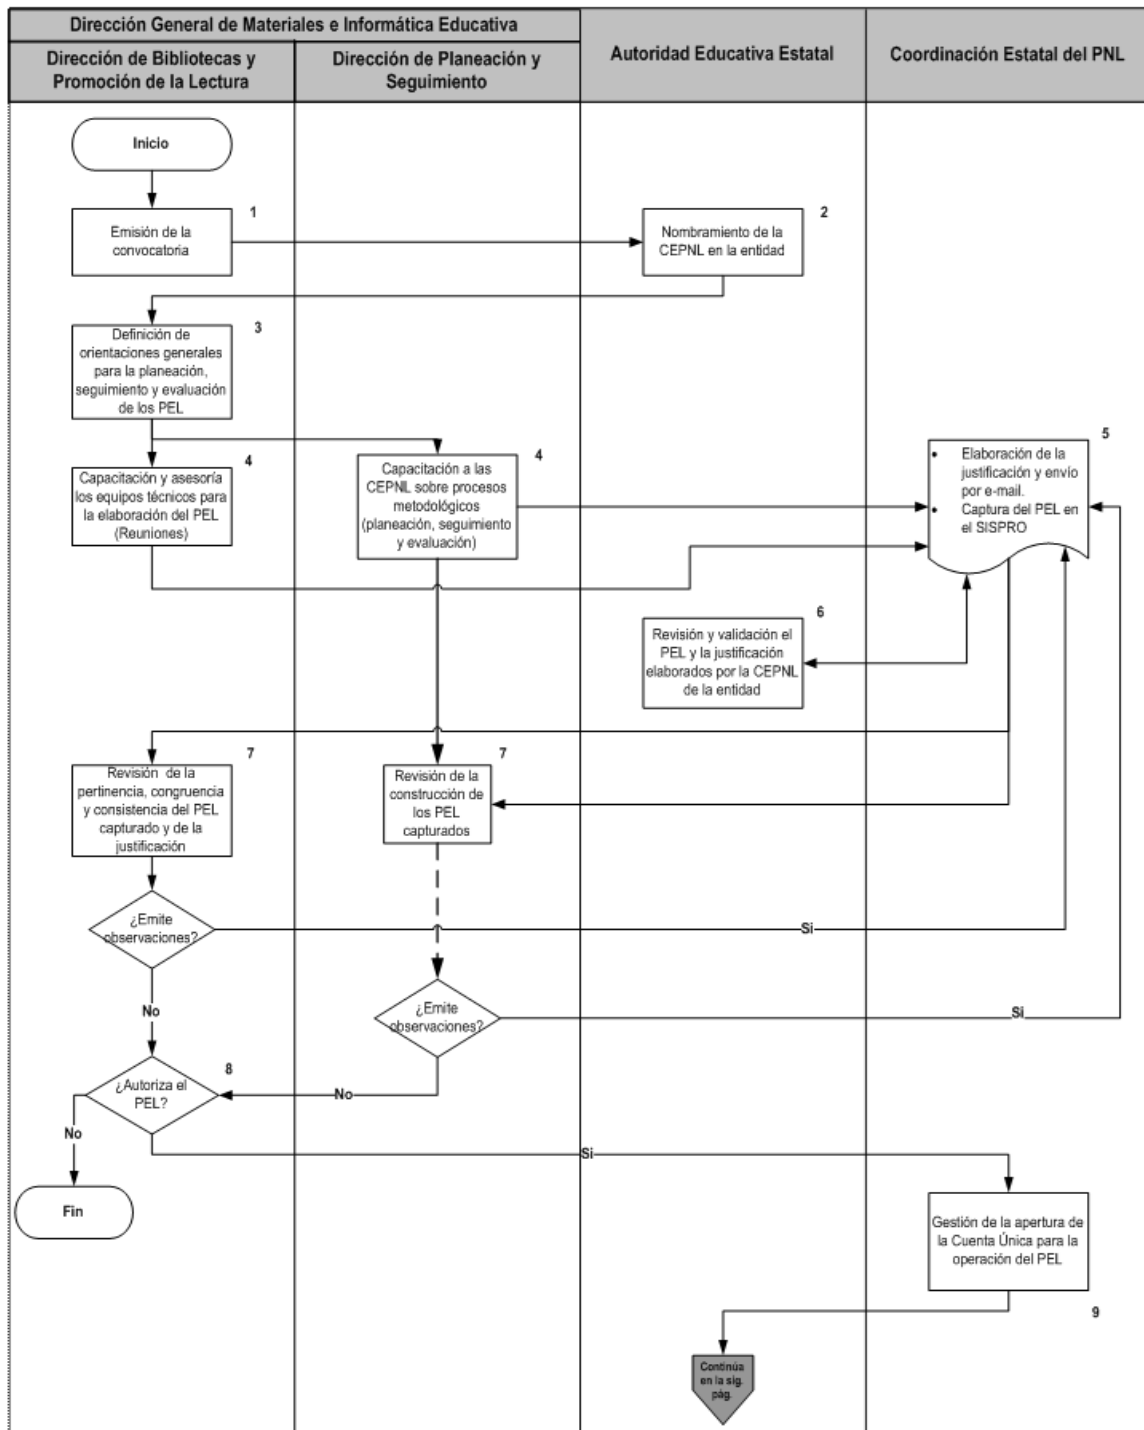 Dirección General de Materiales e Informática Educativa
Dirección de Bibliotecas y
Promoción de la Lectura
Dirección de Planeación y
Seguimiento
Autoridad Educativa Estatal
Coordinación Estatal del PNL
Inicio
1
Emisión de la
convocatoria
2
Nombramiento de la
CEPNL en la entidad
3
Definición de
orientaciones generales
para la planeación,
seguimiento y evaluación
de los PEL
4
Capacitación y asesoría
los equipos técnicos para
la elaboración del PEL
(Reuniones)
4
Capacitación a las
CEPNL sobre procesos
metodológicos
(planeación, seguimiento
y evaluación)
5
• Elaboración de la
justificación y envío
por e-mail.
• Captura del PEL en
el SISPRO
6
Revisión y validación el
PEL y la justificación
elaborados por la CEPNL
de la entidad
7
Revisión de la
pertinencia, congruencia
y consistencia del PEL
capturado y de la
justificación
7
Revisión de la
construcción de
los PEL
capturados
¿Emite
observaciones?
Si
No
¿Emite
observaciones?
Si
No
8
¿Autoriza el
PEL?
No
Si
Fin
Gestión de la apertura de
la Cuenta Única para la
operación del PEL
9
Continúa
en la sig.
pág.